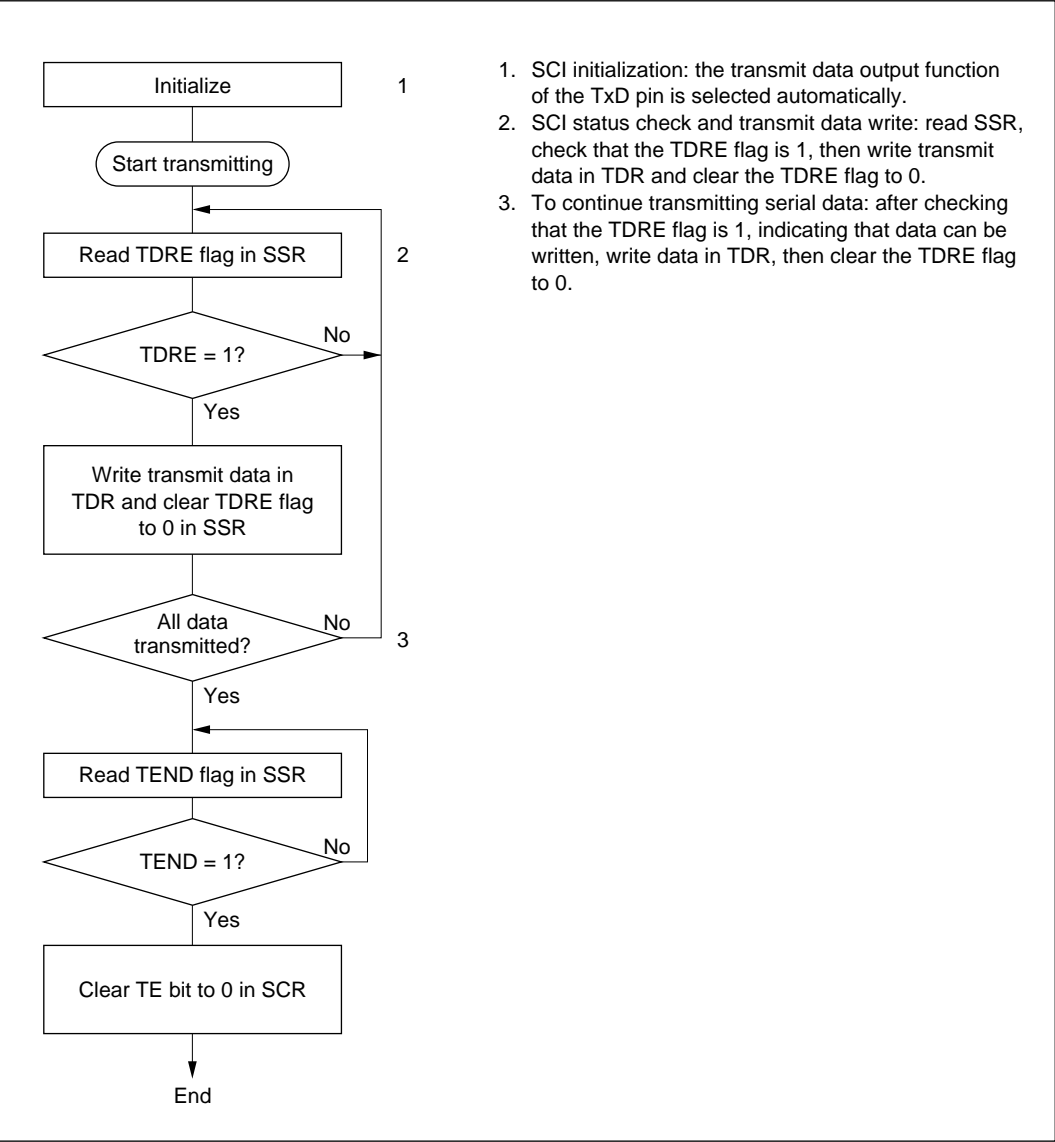 Initialize
1
Start transmitting
Read TDRE flag in SSR
2
TDRE = 1?
No
Yes
Write transmit data in
TDR and clear TDRE flag
to 0 in SSR
All data
transmitted?
No
3
Yes
Read TEND flag in SSR
TEND = 1?
No
Yes
Clear TE bit to 0 in SCR
End
1. SCI initialization: the transmit data output function
of the TxD pin is selected automatically.
2. SCI status check and transmit data write: read SSR,
check that the TDRE flag is 1, then write transmit
data in TDR and clear the TDRE flag to 0.
3. To continue transmitting serial data: after checking
that the TDRE flag is 1, indicating that data can be
written, write data in TDR, then clear the TDRE flag
to 0.